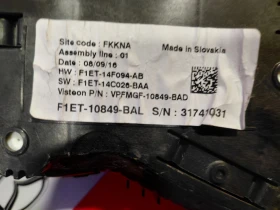 Site code : FKKNA
Made in Slovakia
Assembly line : 01
Date : 08/09/16
HW : F1ET-14F094-AB
SW : F1ET-14C026-BAA
Visteon P/N : VPFMGF-10849-BAD
F1ET-10849-BAL S/N : 31741031